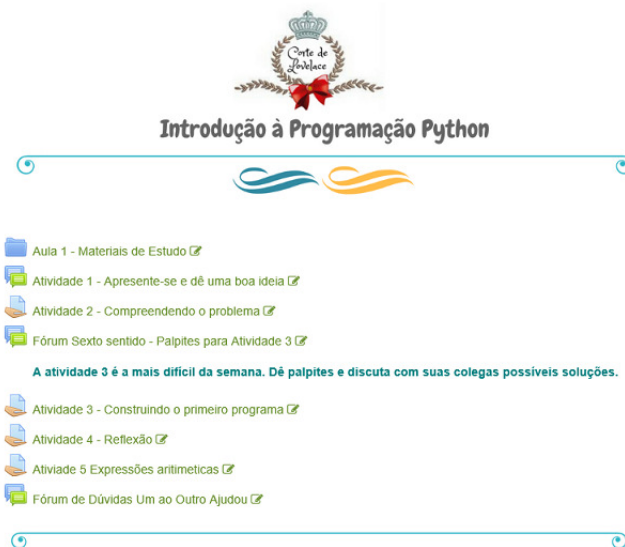 Corte de
Lovelace
Introdução à Programação Python
Aula 1 - Materiais de Estudo
Atividade 1 - Apresente-se e dê uma boa ideia
Atividade 2 - Compreendendo o problema
Fórum Sexto sentido - Palpites para Atividade 3
A atividade 3 é a mais difícil da semana. Dê palpites e discuta com suas colegas possíveis soluções.
Atividade 3 - Construindo o primeiro programa
Atividade 4 - Reflexão
Ativiade 5 Expressões aritimeticas
Fórum de Dúvidas Um ao Outro Ajudou